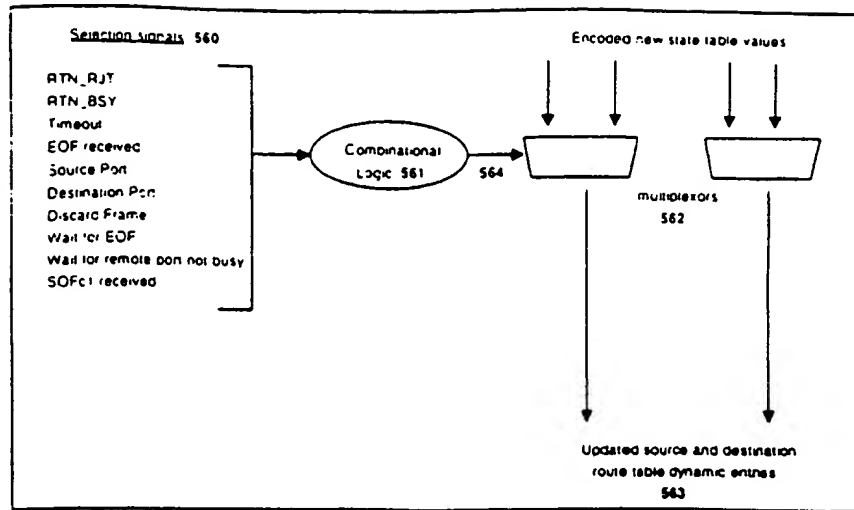 Selection signals 560
RTN_RJT
RTN_BSY
Timeout
EOF received
Source Port
Destination Port
Discard Frame
Wait for EOF
Wait for remote port not busy
SOFc1 received
Combinational
Logic 561
564
Encoded new state table values
multiplexors
562
Updated source and destination
route table dynamic entries
563